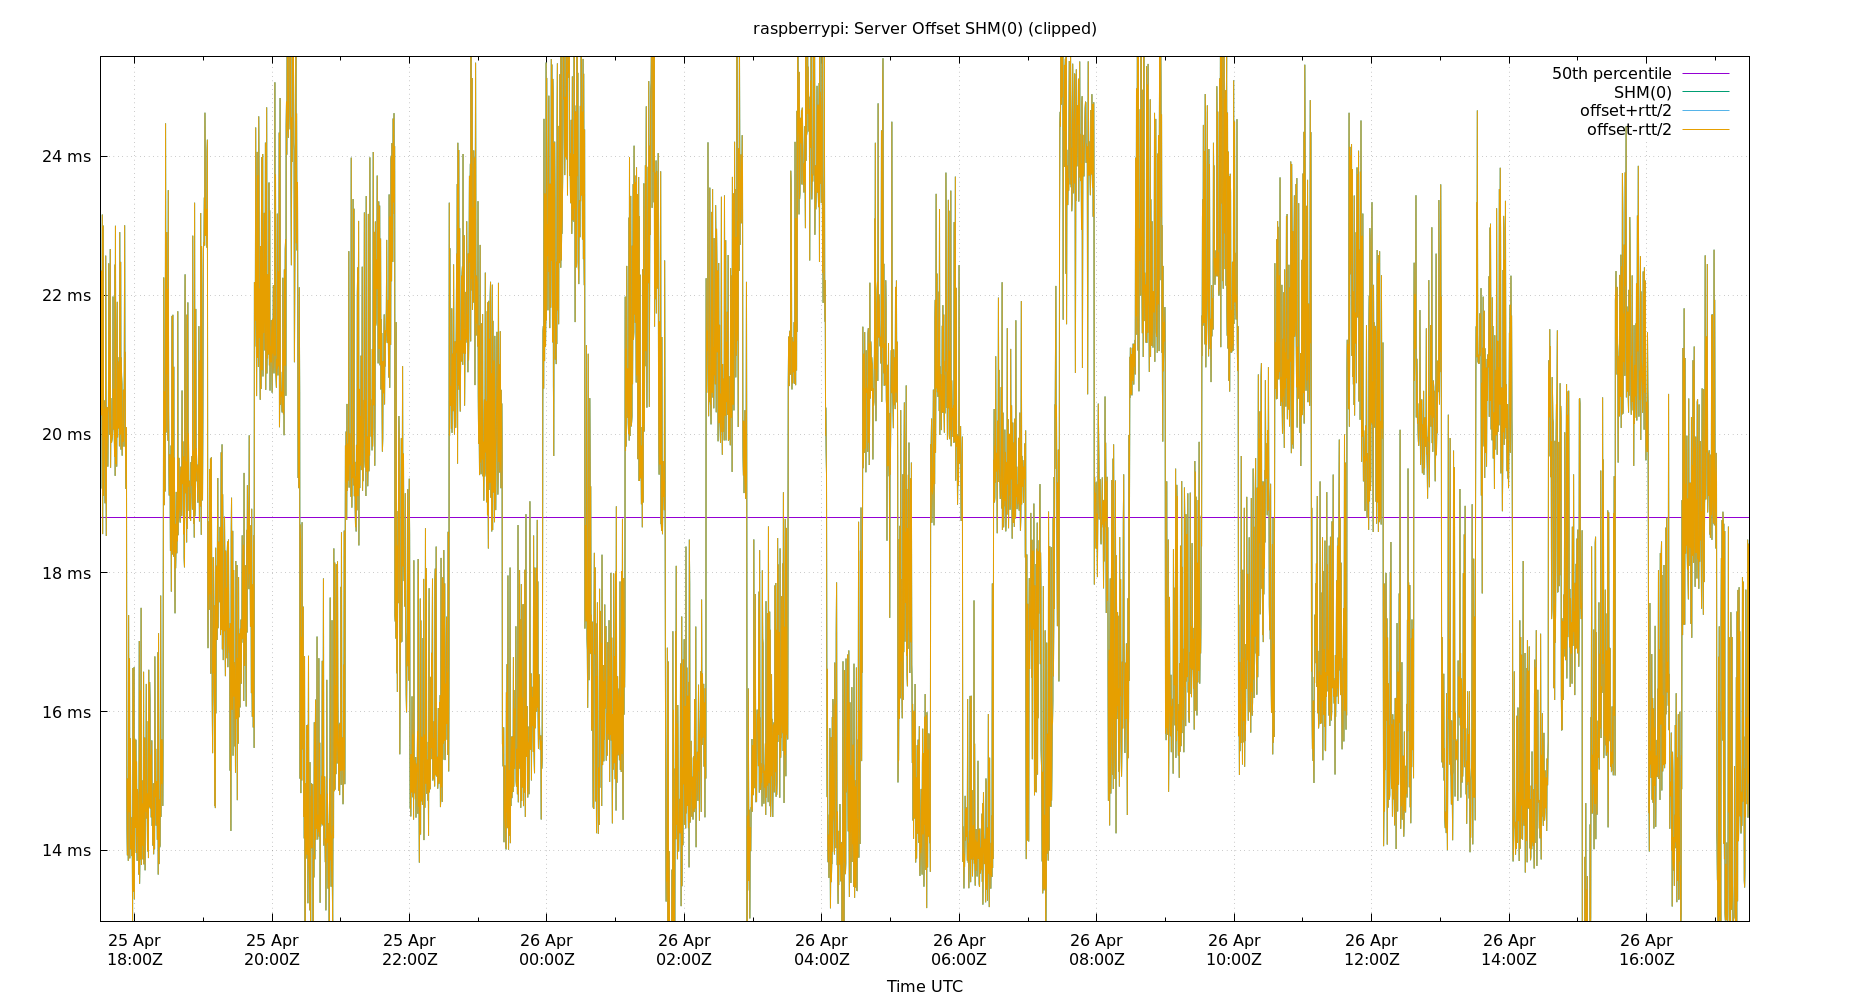 raspberrypi: Server Offset SHM(0) (clipped)
50th percentile
SHM(0)
offset+rtt/2
offset-rtt/2
24 ms
22 ms
20 ms
18 ms
16 ms
14 ms
25 Apr 25 Apr 25 Apr 26 Apr 26 Apr 26 Apr 26 Apr 26 Apr 26 Apr 26 Apr 26 Apr 26 Apr
18:00Z 20:00Z 22:00Z 00:00Z 02:00Z 04:00Z 06:00Z 08:00Z 10:00Z 12:00Z 14:00Z 16:00Z
Time UTC